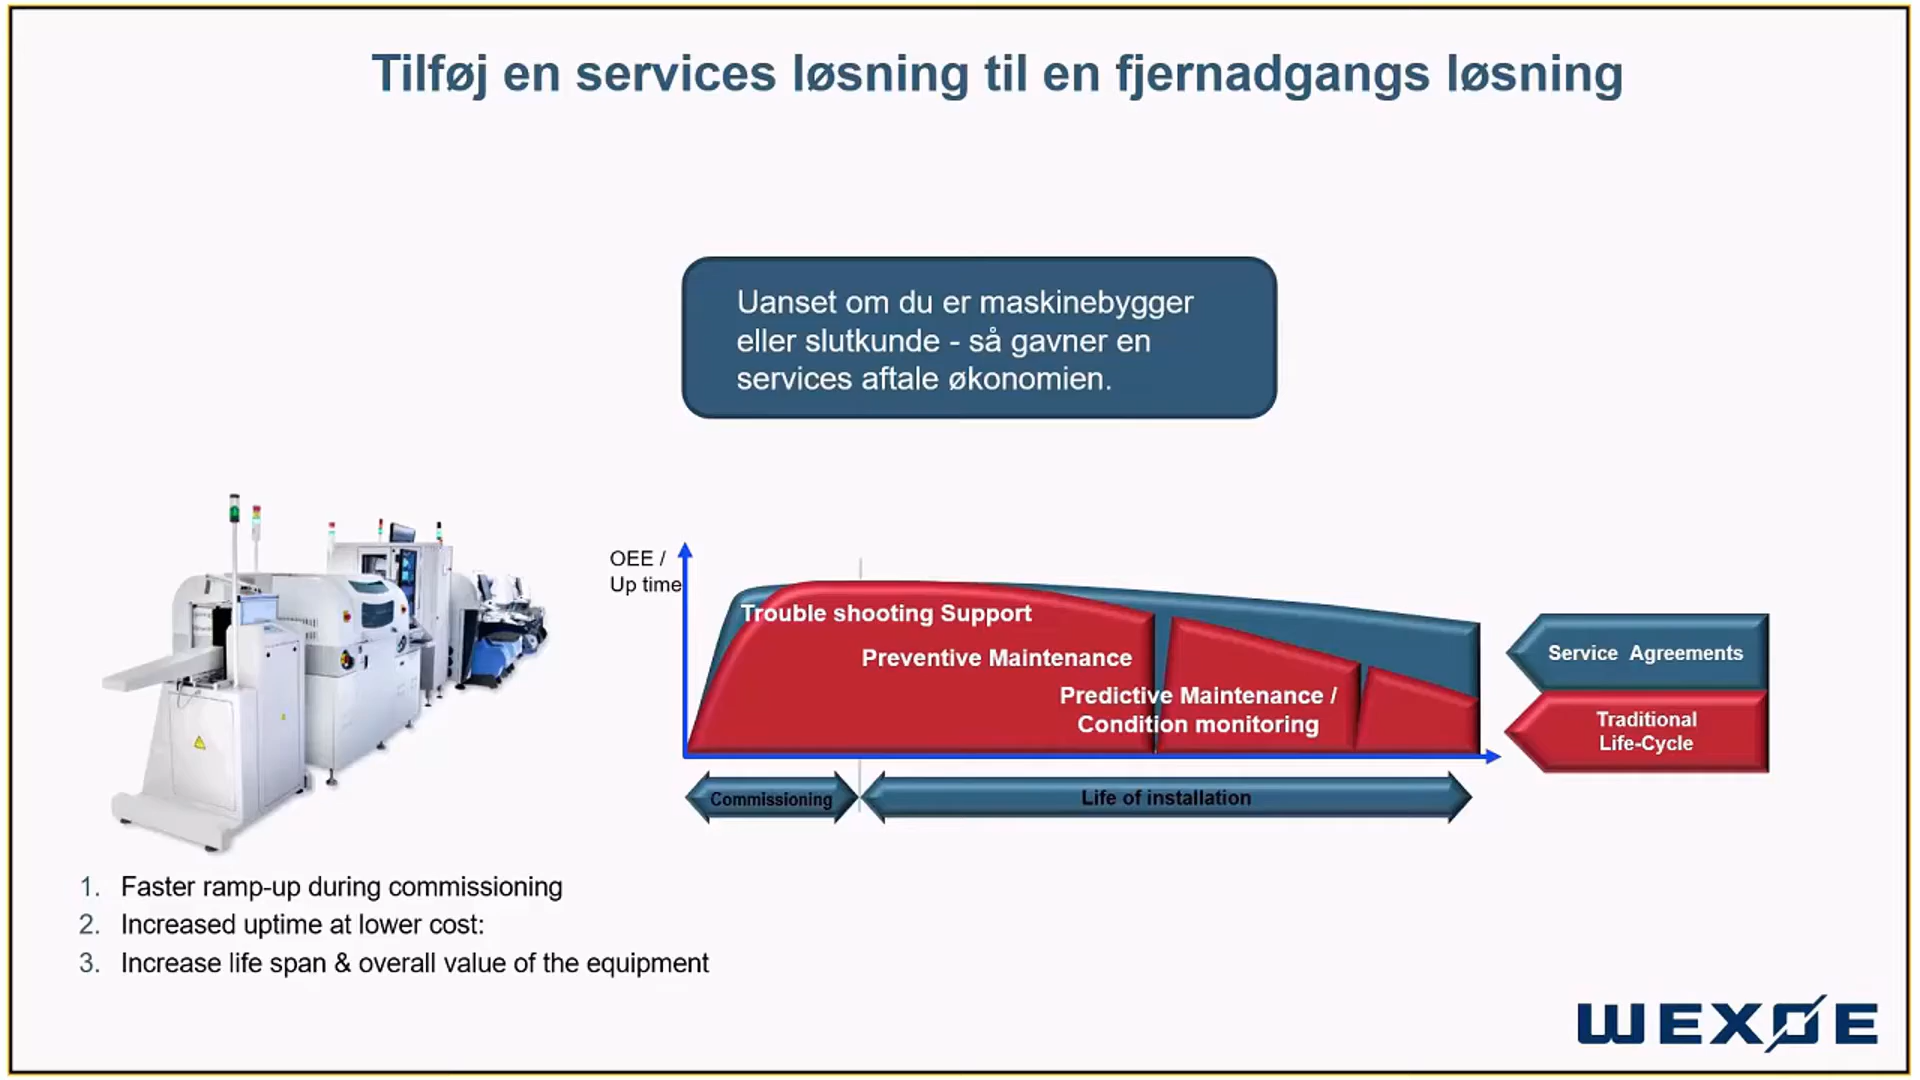 Tilføj en services løsning til en fjernadgangs løsning
Uanset om du er maskinebygger
eller slutkunde - så gavner en
services aftale økonomien.
OEE /
Up time
Trouble shooting Support
Preventive Maintenance
Predictive Maintenance /
Condition monitoring
Service Agreements
Traditional
Life-Cycle
Commissioning
Life of installation
1. Faster ramp-up during commissioning
2. Increased uptime at lower cost:
3. Increase life span & overall value of the equipment
WEXØE